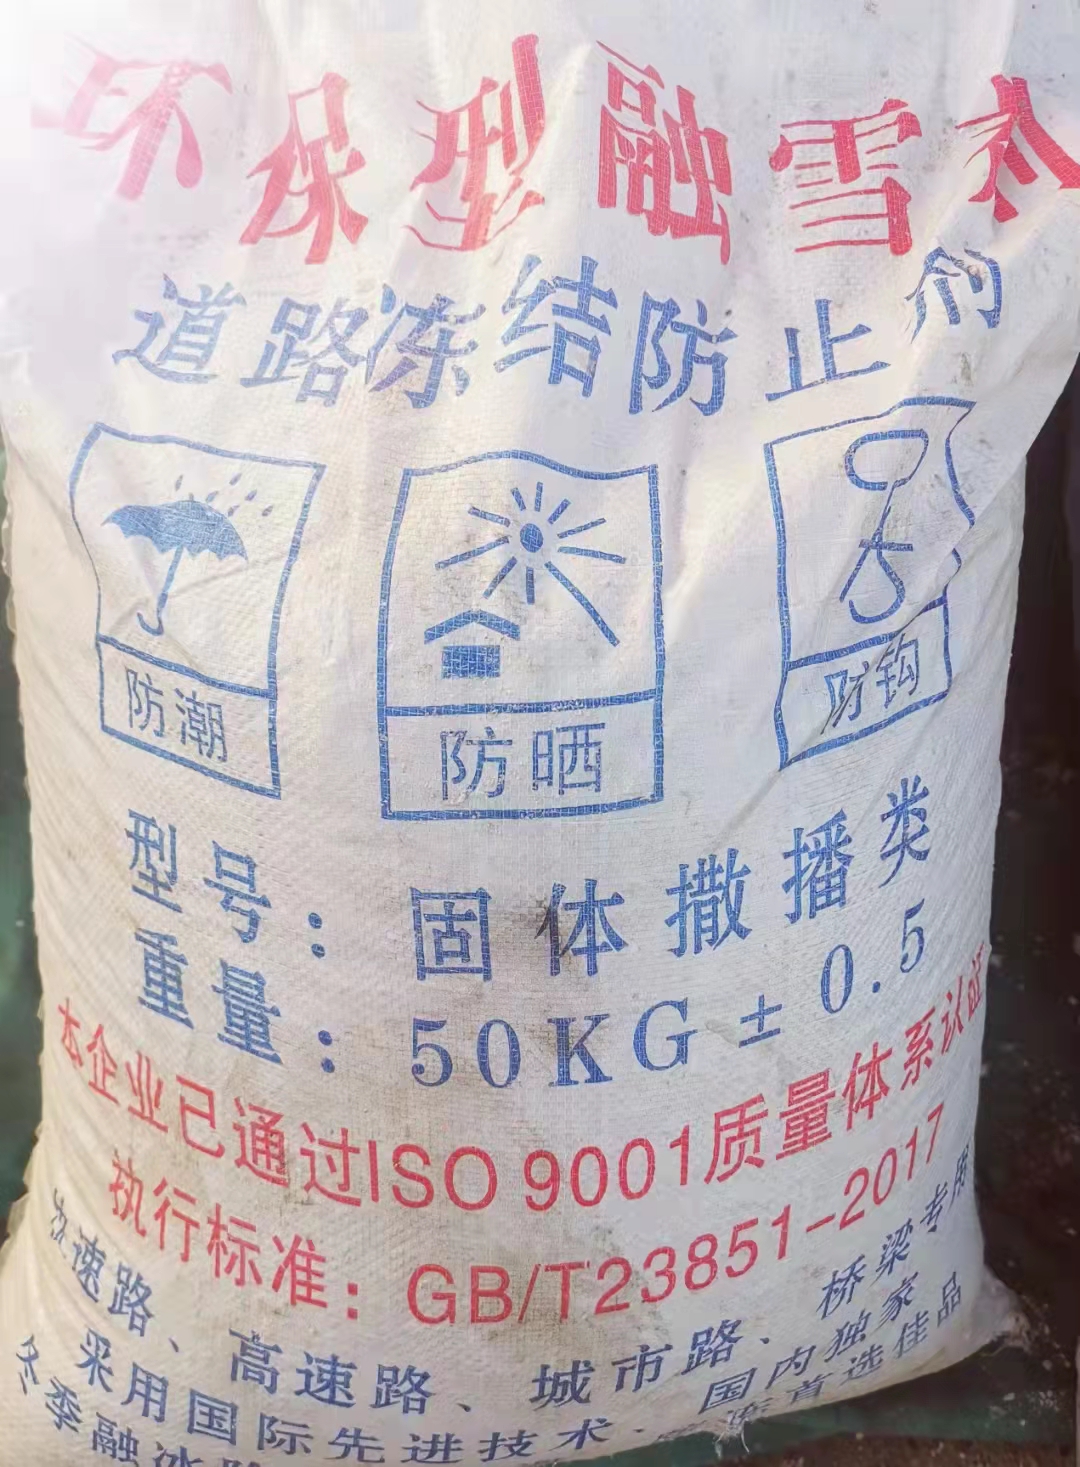 环保型融雪
道路冻结防止剂
防潮
防晒
防钩
型号：固体撒播类
重量：50KG±0.5
本企业已通过ISO 9001质量体系认证
执行标准：GB/T23851-2017
速路、高速路、城市路、桥梁专用
采用国际先进技术·国内独家
冬季融冰 首选佳品